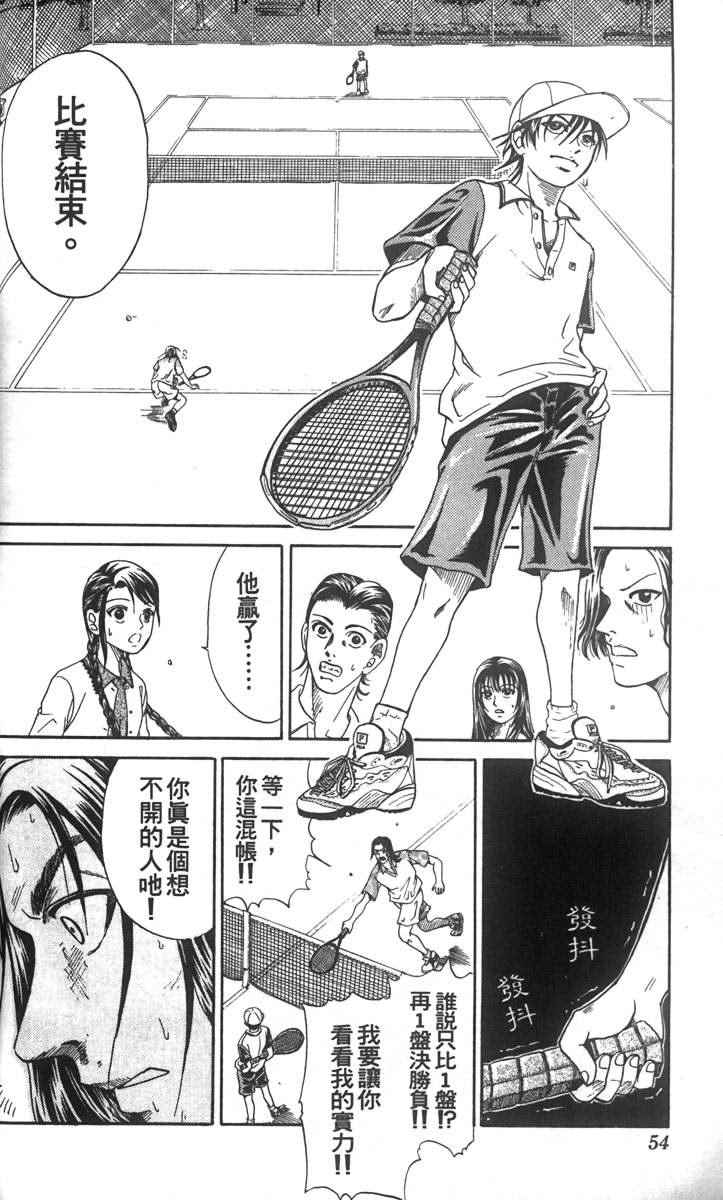 比賽結束。
他贏了……
發抖
發抖
等一下，
你這混帳!!
誰説只比1盤!?
再1盤決勝負!!
我要讓你
看看我的實力!!
你真是個想
不開的人吔！
54